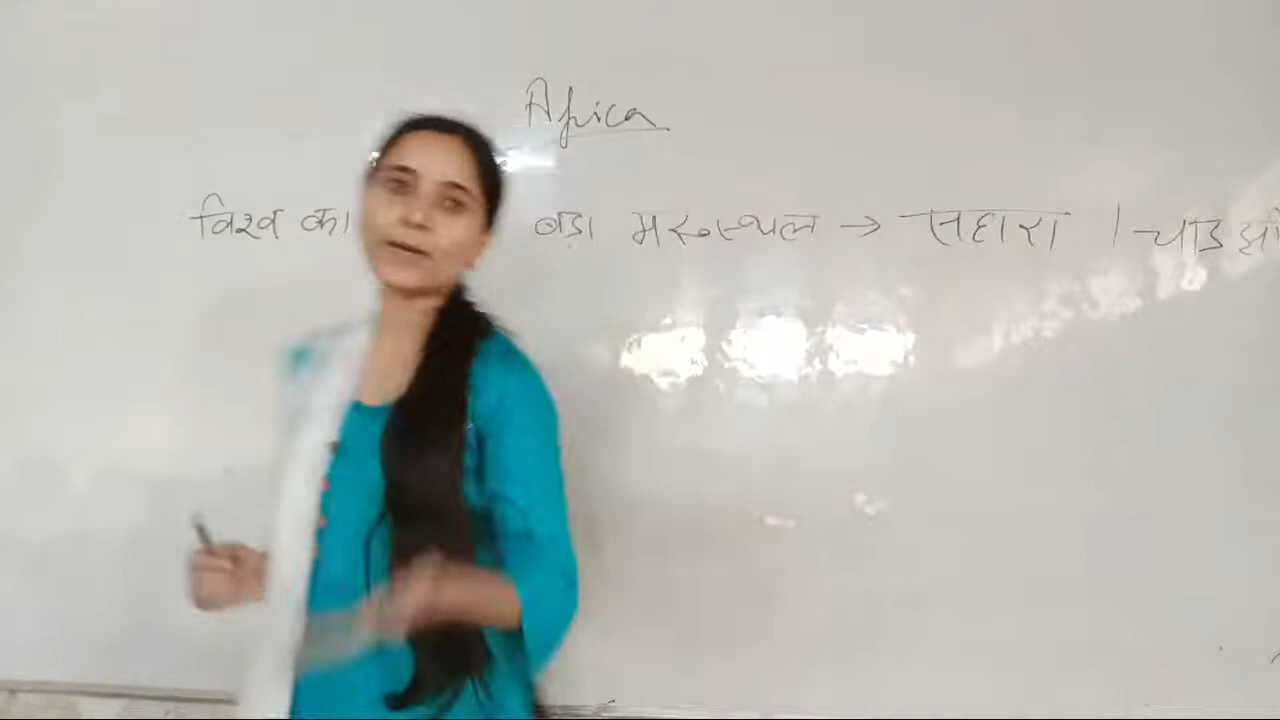 Africa
विश्व का बड़ा मरुस्थल → सहारा | चाड